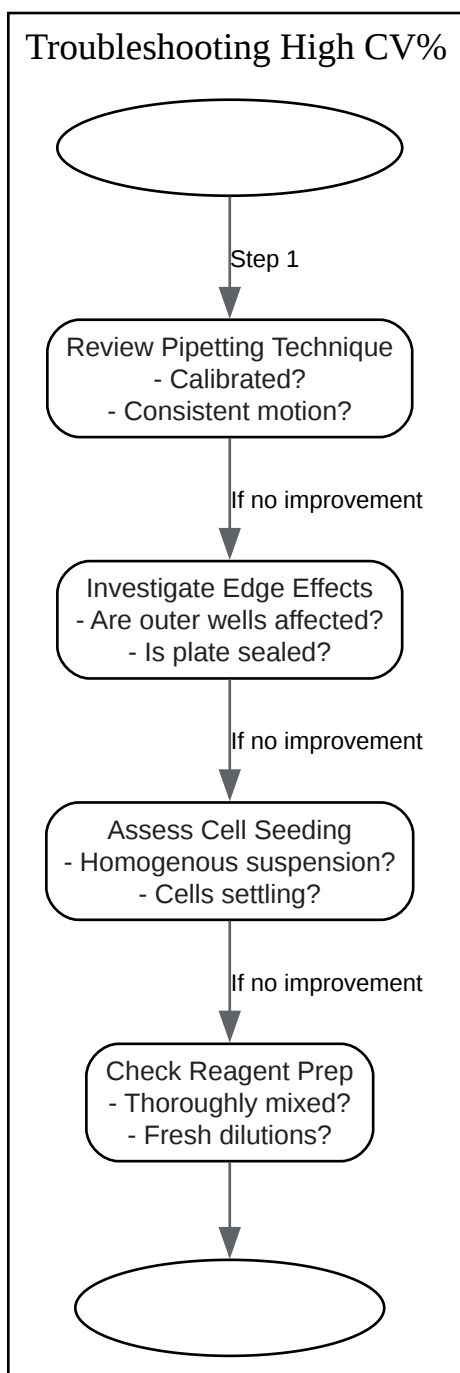 Troubleshooting High CV%
Step 1
Review Pipetting Technique
- Calibrated?
- Consistent motion?
If no improvement
Investigate Edge Effects
- Are outer wells affected?
- Is plate sealed?
If no improvement
Assess Cell Seeding
- Homogenous suspension?
- Cells settling?
If no improvement
Check Reagent Prep
- Thoroughly mixed?
- Fresh dilutions?